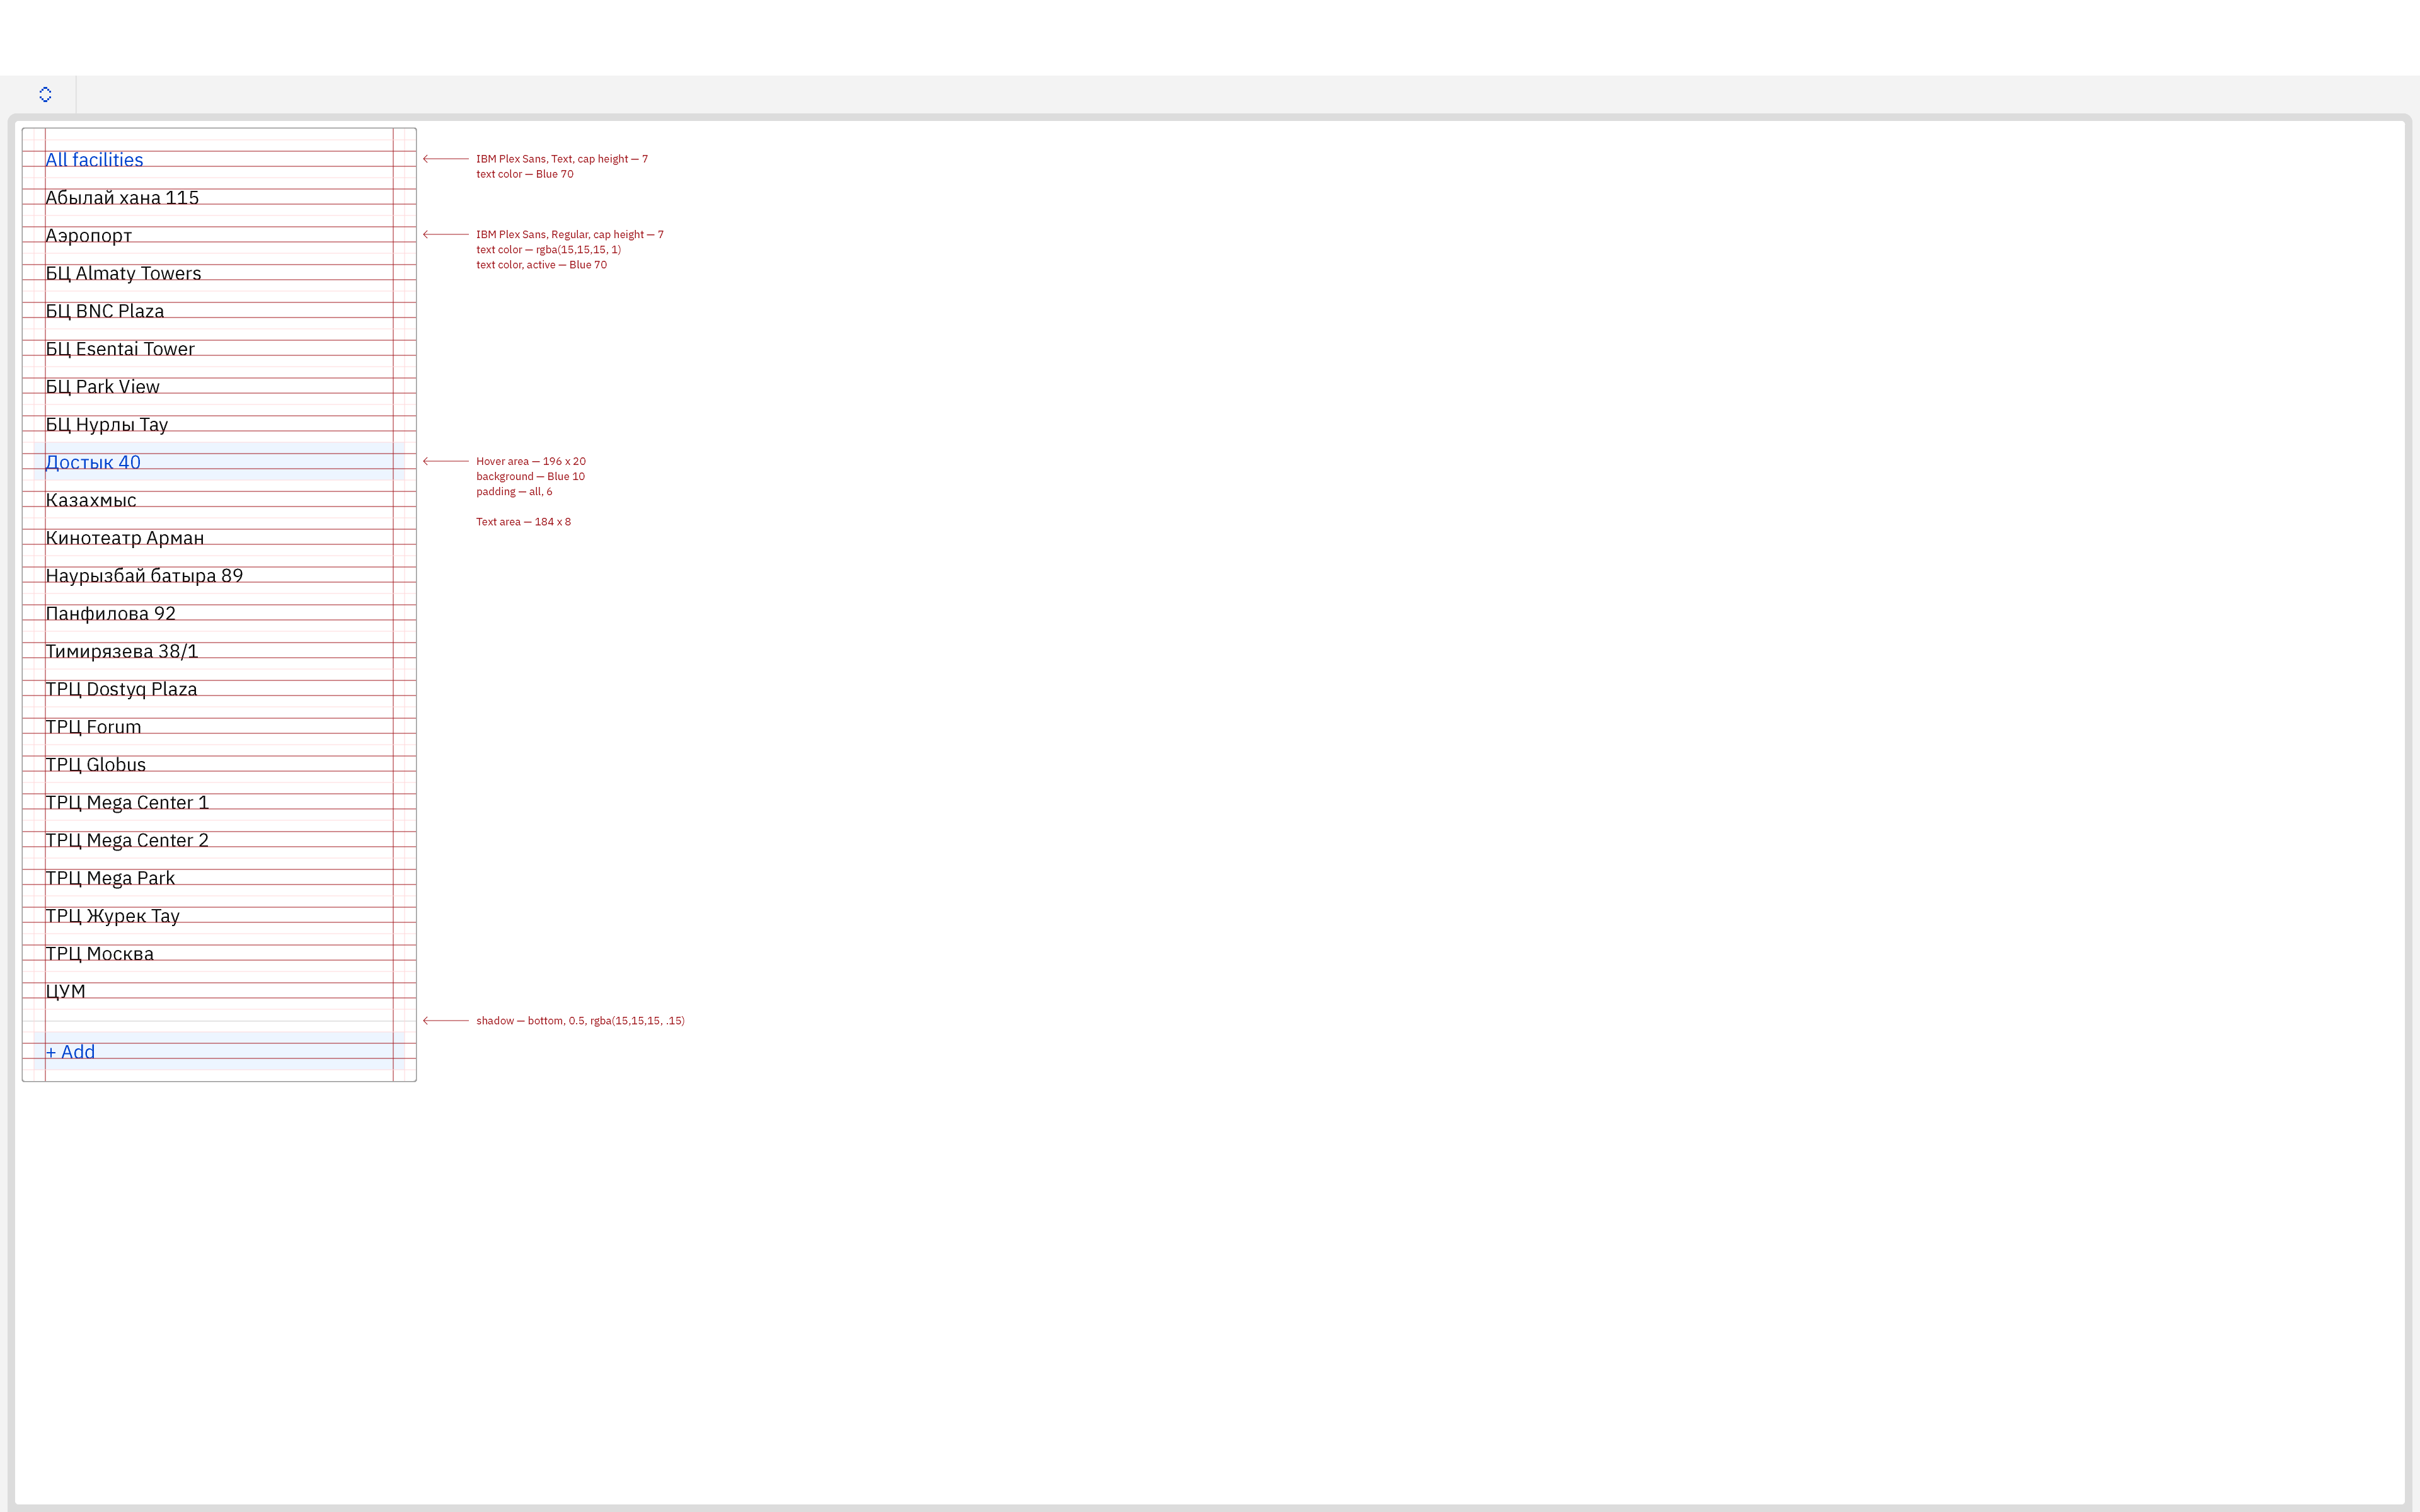 All facilities
IBM Plex Sans, Text, cap height — 7
text color — Blue 70
Абылай хана 115
Аэропорт
IBM Plex Sans, Regular, cap height — 7
text color — rgba(15,15,15, 1)
text color, active — Blue 70
БЦ Almaty Towers
БЦ BNC Plaza
БЦ Esentai Tower
БЦ Park View
БЦ Нурлы Тау
Достык 40
Hover area — 196 x 20
background — Blue 10
padding — all, 6
Text area — 184 x 8
Казахмыс
Кинотеатр Арман
Наурызбай батыра 89
Панфилова 92
Тимирязева 38/1
ТРЦ Dostyq Plaza
ТРЦ Forum
ТРЦ Globus
ТРЦ Mega Center 1
ТРЦ Mega Center 2
ТРЦ Mega Park
ТРЦ Журек Тау
ТРЦ Москва
ЦУМ
shadow — bottom, 0.5, rgba(15,15,15, .15)
+ Add